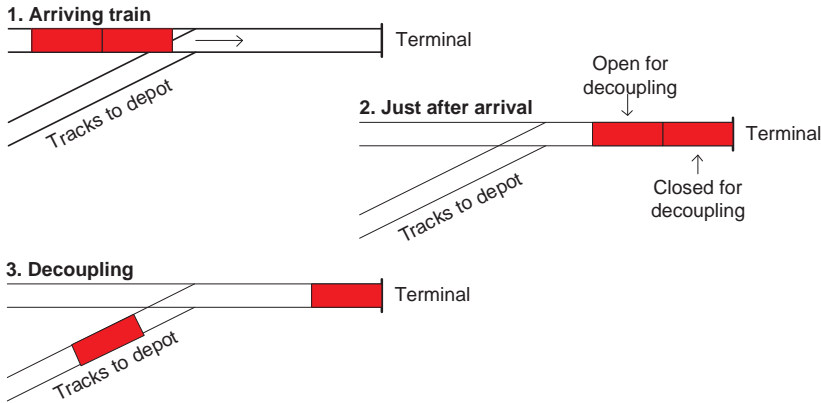 1. Arriving train
Terminal
Tracks to depot
2. Just after arrival
Open for
decoupling
Terminal
Closed for
decoupling
Tracks to depot
3. Decoupling
Terminal
Tracks to depot